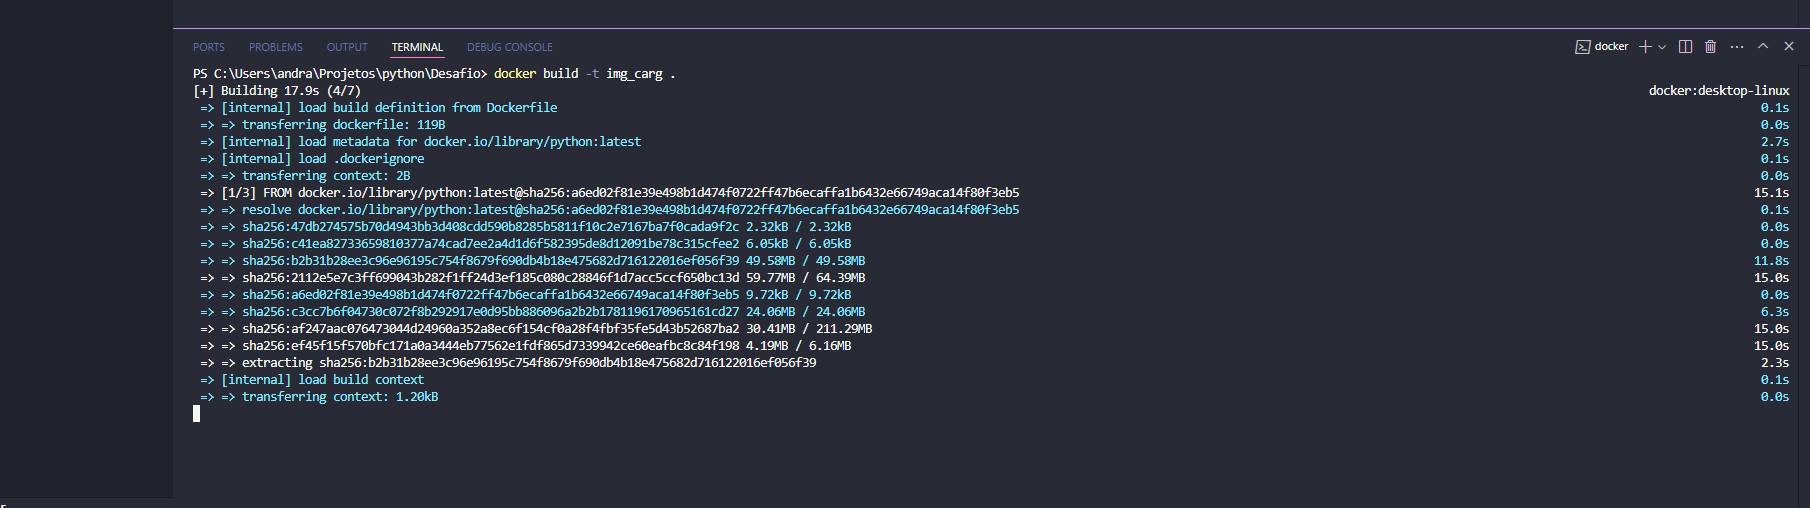 PORTS PROBLEMS OUTPUT TERMINAL DEBUG CONSOLE docker
PS C:\Users\andra\Projetos\python\Desafio> docker build -t img_carg .
[+] Building 17.9s (4/7) docker:desktop-linux
=> [internal] load build definition from Dockerfile 0.1s
=> => transferring dockerfile: 119B 0.0s
=> [internal] load metadata for docker.io/library/python:latest 2.7s
=> [internal] load .dockerignore 0.1s
=> => transferring context: 2B 0.0s
=> [1/3] FROM docker.io/library/python:latest@sha256:a6ed02f81e39e498b1d474f0722ff47b6ecaffa1b6432e66749aca14f80f3eb5 15.1s
=> => resolve docker.io/library/python:latest@sha256:a6ed02f81e39e498b1d474f0722ff47b6ecaffa1b6432e66749aca14f80f3eb5 0.1s
=> => sha256:47db274575b70d4943bb3d408cdd590b8285b5811f10c2e7167ba7f0cada9f2c 2.32kB / 2.32kB 0.0s
=> => sha256:c41ea82733659810377a74cad7ee2a4d1d6f582395de8d12091be78c315cfee2 6.05kB / 6.05kB 0.0s
=> => sha256:b2b31b28ee3c96e96195c754f8679f690db4b18e475682d716122016ef056f39 49.58MB / 49.58MB 11.8s
=> => sha256:2112e5e7c3ff699043b282f1ff24d3ef185c080c28846f1d7acc5ccf650bc13d 59.77MB / 64.39MB 15.0s
=> => sha256:a6ed02f81e39e498b1d474f0722ff47b6ecaffa1b6432e66749aca14f80f3eb5 9.72kB / 9.72kB 0.0s
=> => sha256:c3cc7b6f04730c072f8b292917e0d95bb886096a2b2b1781196170965161cd27 24.06MB / 24.06MB 6.3s
=> => sha256:af247aac076473044d24960a352a8ec6f154cf0a28f4fbf35fe5d43b52687ba2 30.41MB / 211.29MB 15.0s
=> => sha256:ef45f15f570bfc171a0a3444eb77562e1fdf865d7339942ce60eafbc8c84f198 4.19MB / 6.16MB 15.0s
=> => extracting sha256:b2b31b28ee3c96e96195c754f8679f690db4b18e475682d716122016ef056f39 2.3s
=> [internal] load build context 0.1s
=> => transferring context: 1.20kB 0.0s